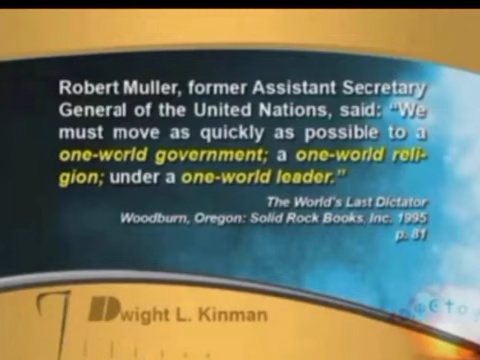 Robert Muller, former Assistant Secretary
General of the United Nations, said: “We
must move as quickly as possible to a
one-world government; a one-world reli-
gion; under a one-world leader.”
The World's Last Dictator
Woodburn, Oregon: Solid Rock Books, Inc. 1995
p. 81
Dwight L. Kinman